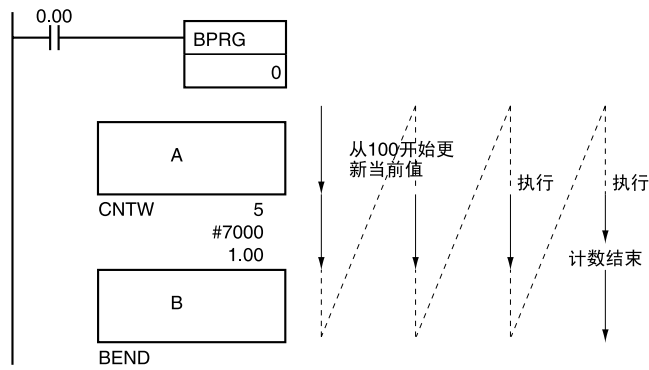 0.00
BPRG
0
A
从100开始更
新当前值
执行
执行
CNTW 5
#7000
1.00
计数结束
B
BEND